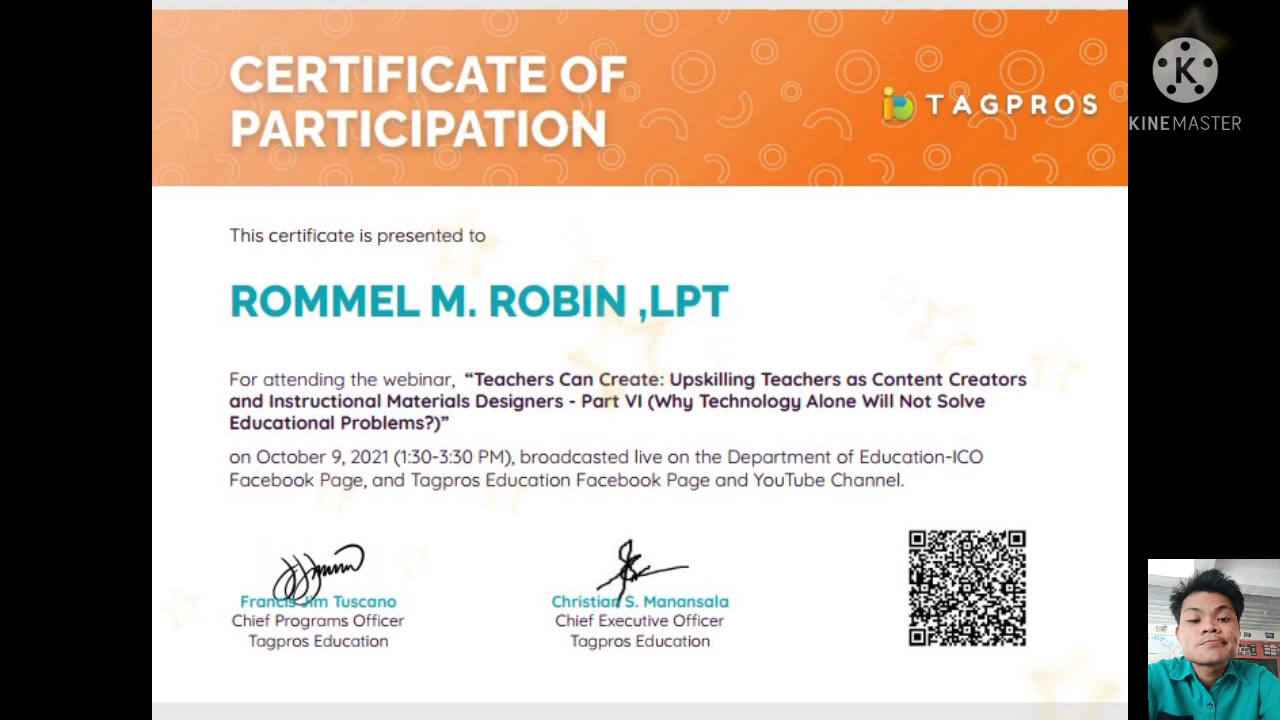 CERTIFICATE OF
PARTICIPATION
TAGPROS
K
KINEMASTER
This certificate is presented to
ROMMEL M. ROBIN ,LPT
For attending the webinar, “Teachers Can Create: Upskilling Teachers as Content Creators
and Instructional Materials Designers - Part VI (Why Technology Alone Will Not Solve
Educational Problems?)”
on October 9, 2021 (1:30-3:30 PM), broadcasted live on the Department of Education-ICO
Facebook Page, and Tagpros Education Facebook Page and YouTube Channel.
Francis Jim Tuscano
Chief Programs Officer
Tagpros Education
Christian S. Manansala
Chief Executive Officer
Tagpros Education